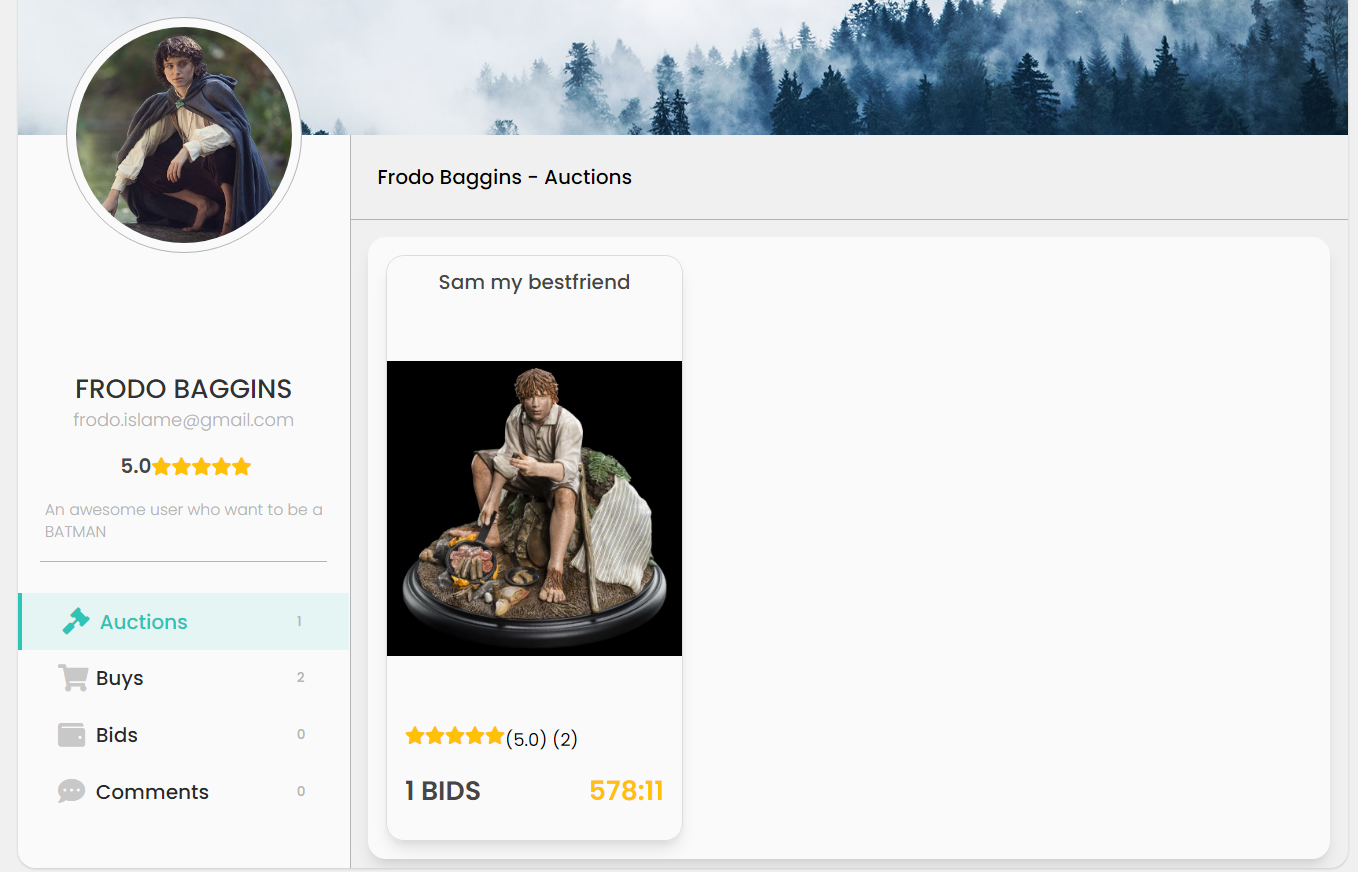 FRODO BAGGINS
frodo.islame@gmail.com
5.0
An awesome user who want to be a
BATMAN
Auctions 1
Buys 2
Bids 0
Comments 0
Frodo Baggins - Auctions
Sam my bestfriend
(5.0) (2)
1 BIDS 578:11